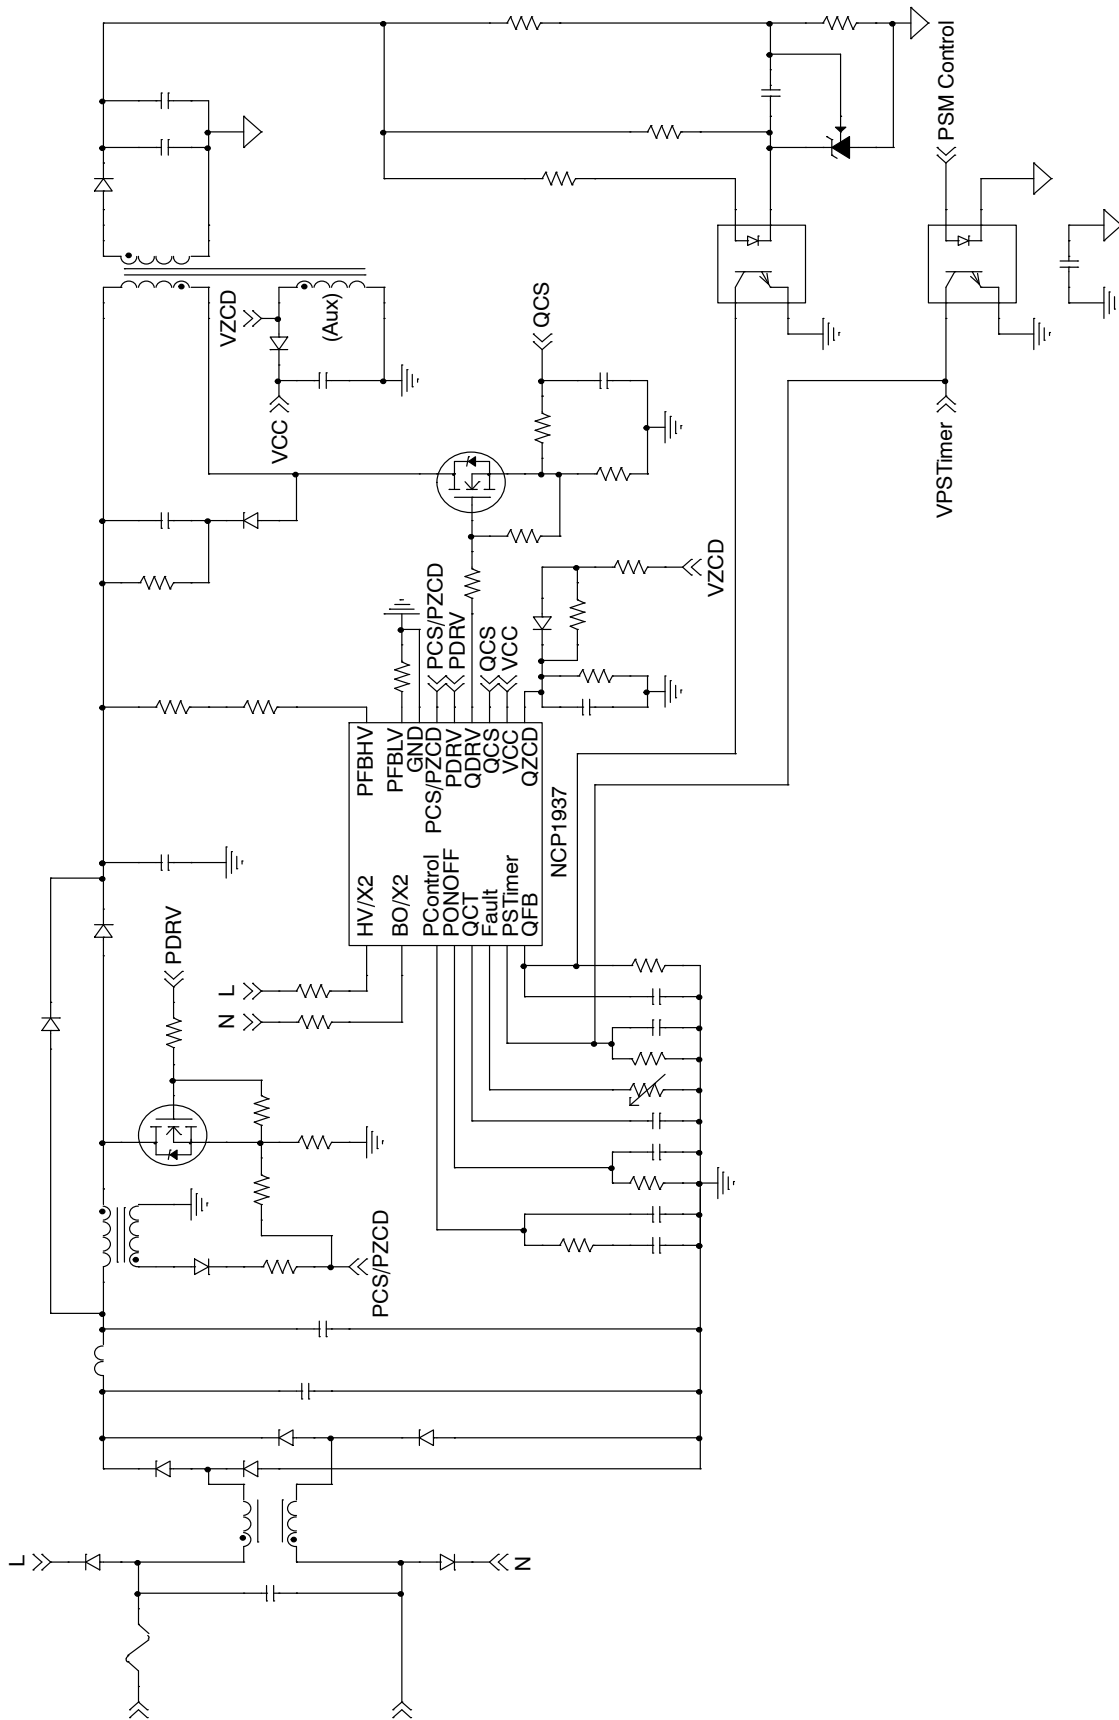 PSM Control
VZCD
(Aux)
VCC
QCS
VPSTimer
VZCD
PCS/PZCD
PDRV
QCS
VCC
PFBHV
PFBLV
GND
PCS/PZCD
PDRV
QDRV
QCS
VCC
QZCD
NCP1937
HV/X2
BO/X2
PControl
PONOFF
QCT
Fault
PSTimer
QFB
PDRV
L
N
PCS/PZCD
L
N